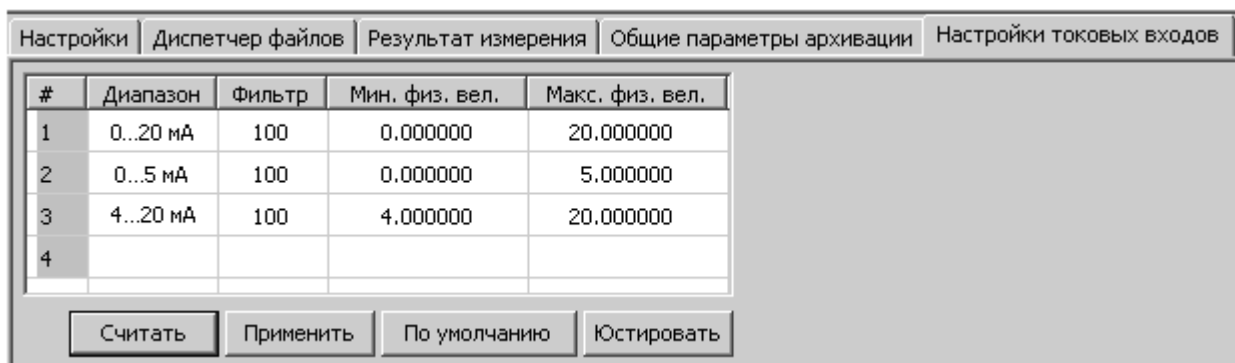 Настройки Диспетчер файлов Результат измерения Общие параметры архивации Настройки токовых входов
# Диапазон Фильтр Мин. физ. вел. Макс. физ. вел.
1 0...20 мА 100 0.000000 20.000000
2 0...5 мА 100 0.000000 5.000000
3 4...20 мА 100 4.000000 20.000000
4
Считать Применить По умолчанию Юстировать